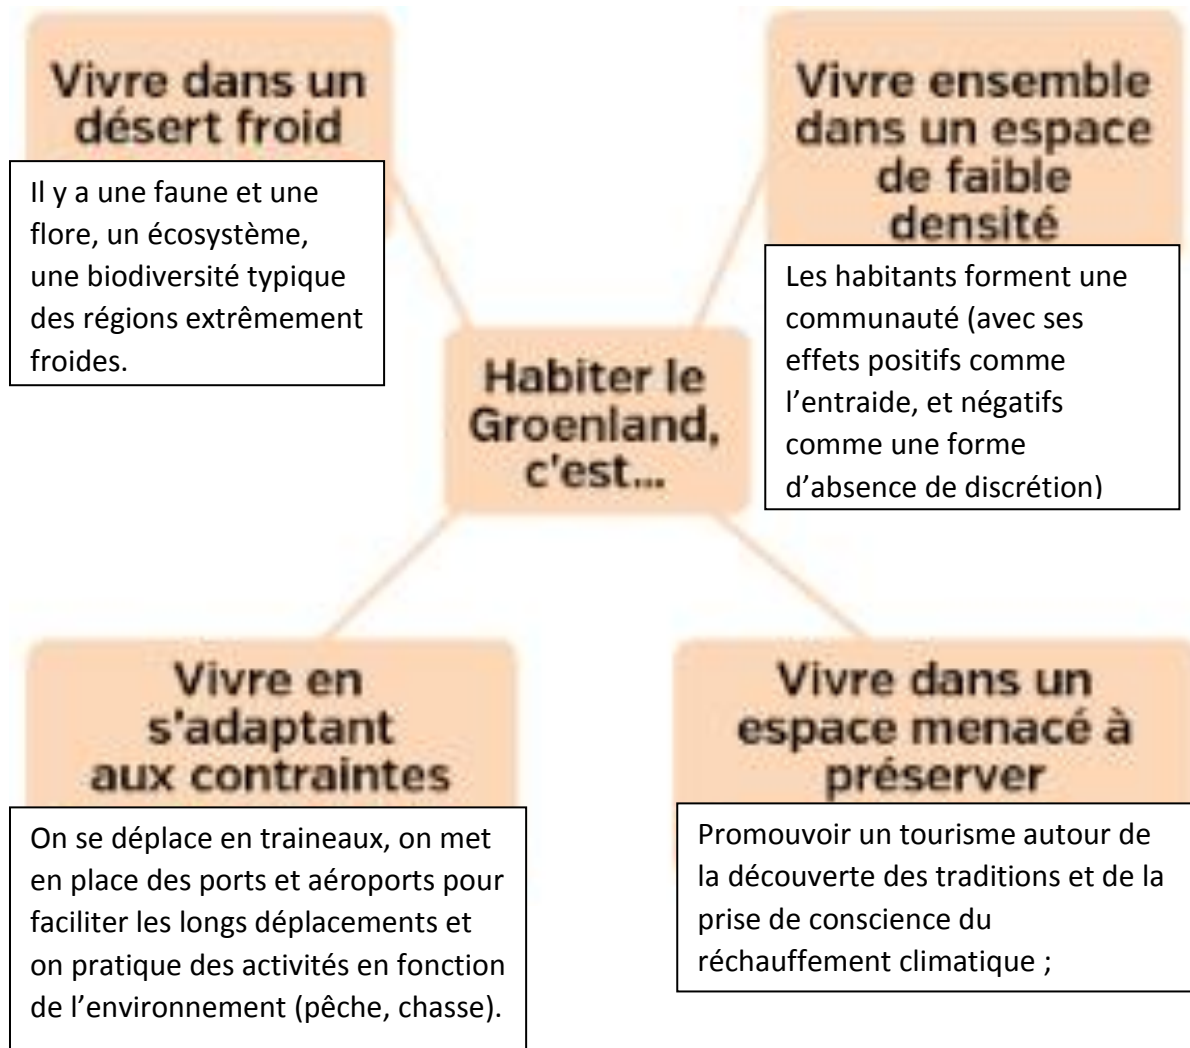 Vivre dans un
désert froid
Il y a une faune et une
flore, un écosystème,
une biodiversité typique
des régions extrêmement
froides.
Vivre ensemble
dans un espace
de faible
densité
Les habitants forment une
communauté (avec ses
effets positifs comme
l'entraide, et négatifs
comme une forme
d'absence de discrétion)
Habiter le
Groenland,
c'est...
Vivre en
s'adaptant
aux contraintes
On se déplace en traineaux, on met
en place des ports et aéroports pour
faciliter les longs déplacements et
on pratique des activités en fonction
de l'environnement (pêche, chasse).
Vivre dans un
espace menacé à
préserver
Promouvoir un tourisme autour de
la découverte des traditions et de la
prise de conscience du
réchauffement climatique ;